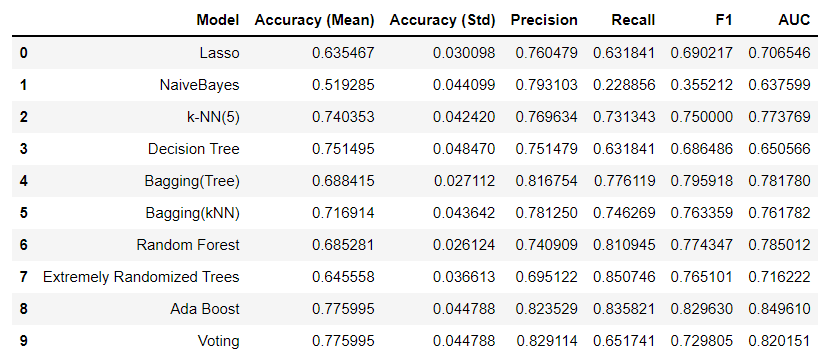 Model Accuracy (Mean) Accuracy (Std) Precision Recall F1 AUC
0 Lasso 0.635467 0.030098 0.760479 0.631841 0.690217 0.706546
1 NaiveBayes 0.519285 0.044099 0.793103 0.228856 0.355212 0.637599
2 k-NN(5) 0.740353 0.042420 0.769634 0.731343 0.750000 0.773769
3 Decision Tree 0.751495 0.048470 0.751479 0.631841 0.686486 0.650566
4 Bagging(Tree) 0.688415 0.027112 0.816754 0.776119 0.795918 0.781780
5 Bagging(kNN) 0.716914 0.043642 0.781250 0.746269 0.763359 0.761782
6 Random Forest 0.685281 0.026124 0.740909 0.810945 0.774347 0.785012
7 Extremely Randomized Trees 0.645558 0.036613 0.695122 0.850746 0.765101 0.716222
8 Ada Boost 0.775995 0.044788 0.823529 0.835821 0.829630 0.849610
9 Voting 0.775995 0.044788 0.829114 0.651741 0.729805 0.820151